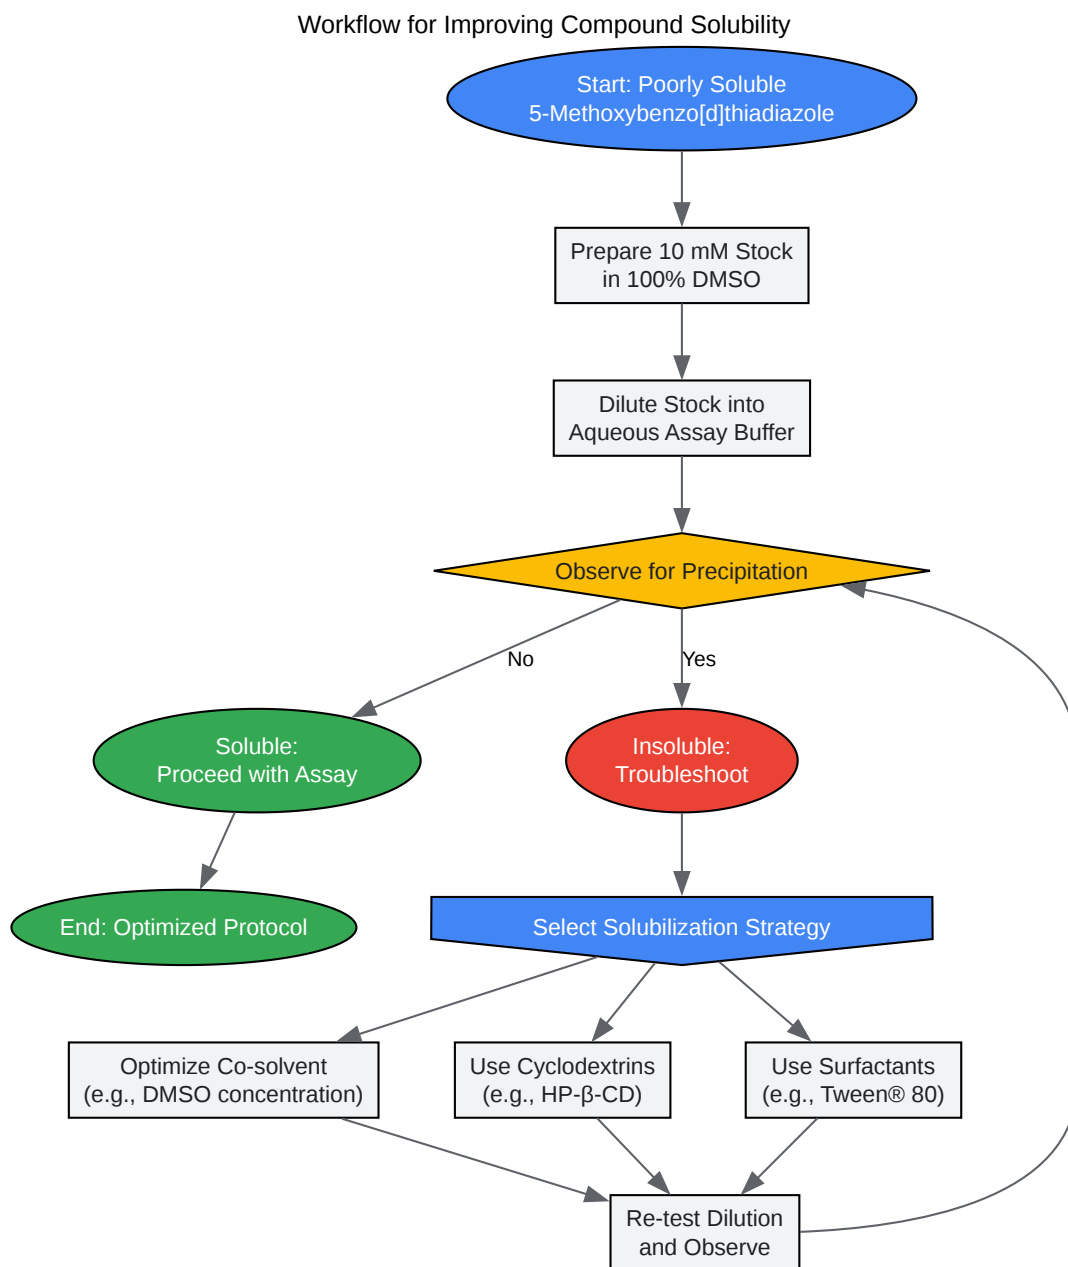 Workflow for Improving Compound Solubility
Start: Poorly Soluble
5-Methoxybenzo[d]thiadiazole
Prepare 10 mM Stock
in 100% DMSO
Dilute Stock into
Aqueous Assay Buffer
Observe for Precipitation
No
Yes
Soluble:
Proceed with Assay
Insoluble:
Troubleshoot
End: Optimized Protocol
Select Solubilization Strategy
Optimize Co-solvent
(e.g., DMSO concentration)
Use Cyclodextrins
(e.g., HP-β-CD)
Use Surfactants
(e.g., Tween® 80)
Re-test Dilution
and Observe